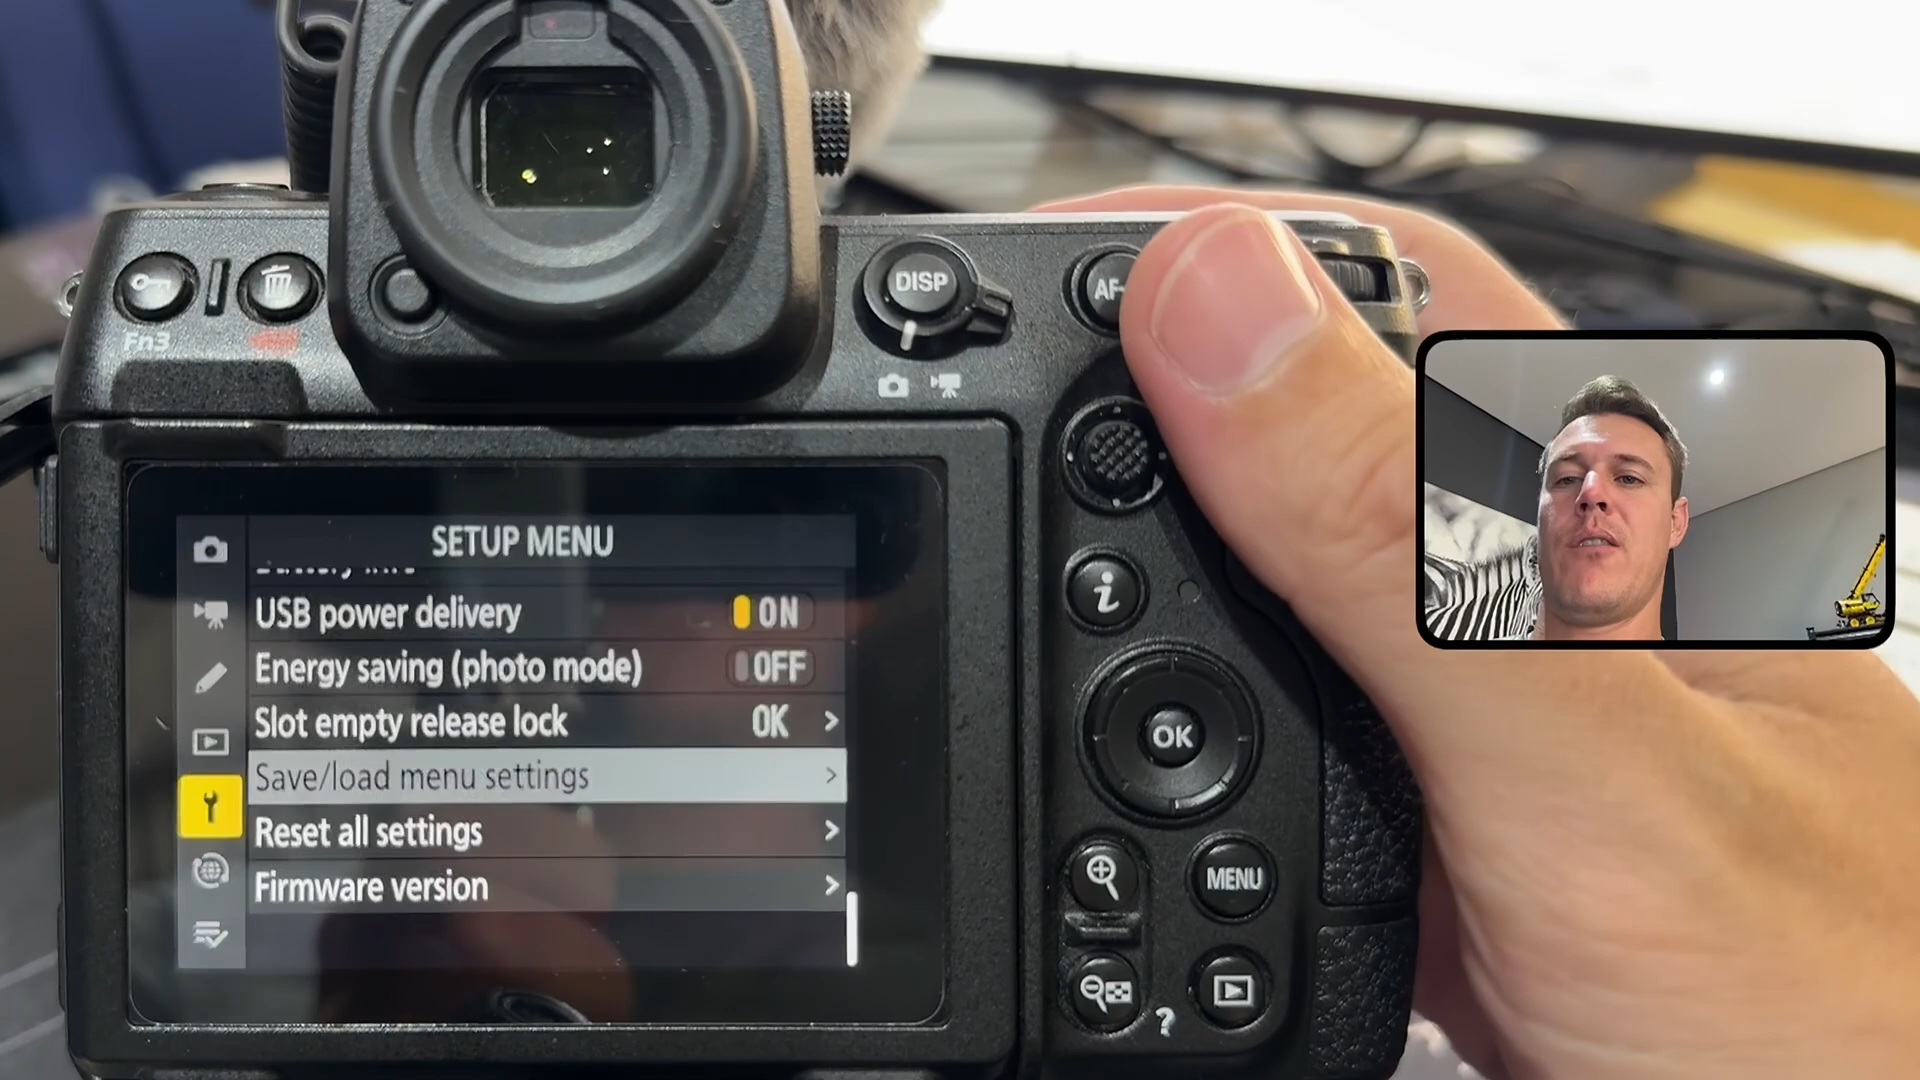 DISP
AF-
Fn3
SETUP MENU
USB power delivery ON
Energy saving (photo mode) OFF
Slot empty release lock OK >
Save/load menu settings >
Reset all settings >
Firmware version >
i
OK
MENU
?